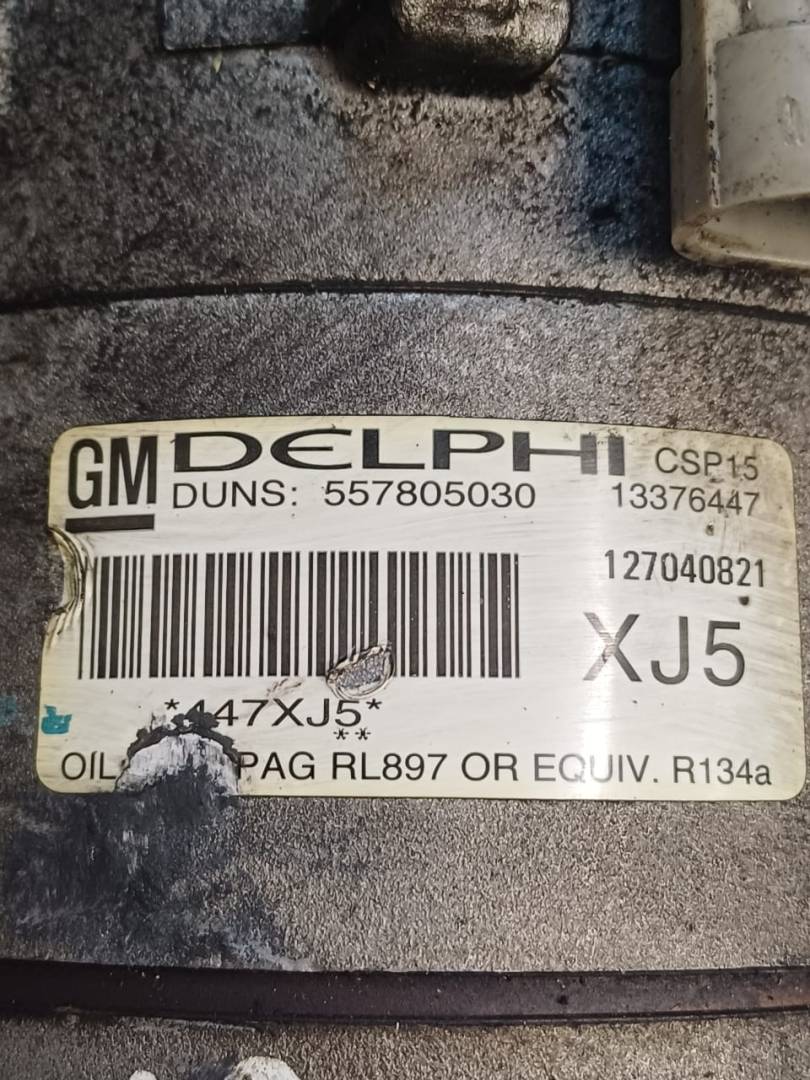 GM DELPHI CSP15
DUNS: 557805030 13376447
127040821
XJ5
*447XJ5*
**
OIL PAG RL897 OR EQUIV. R134a